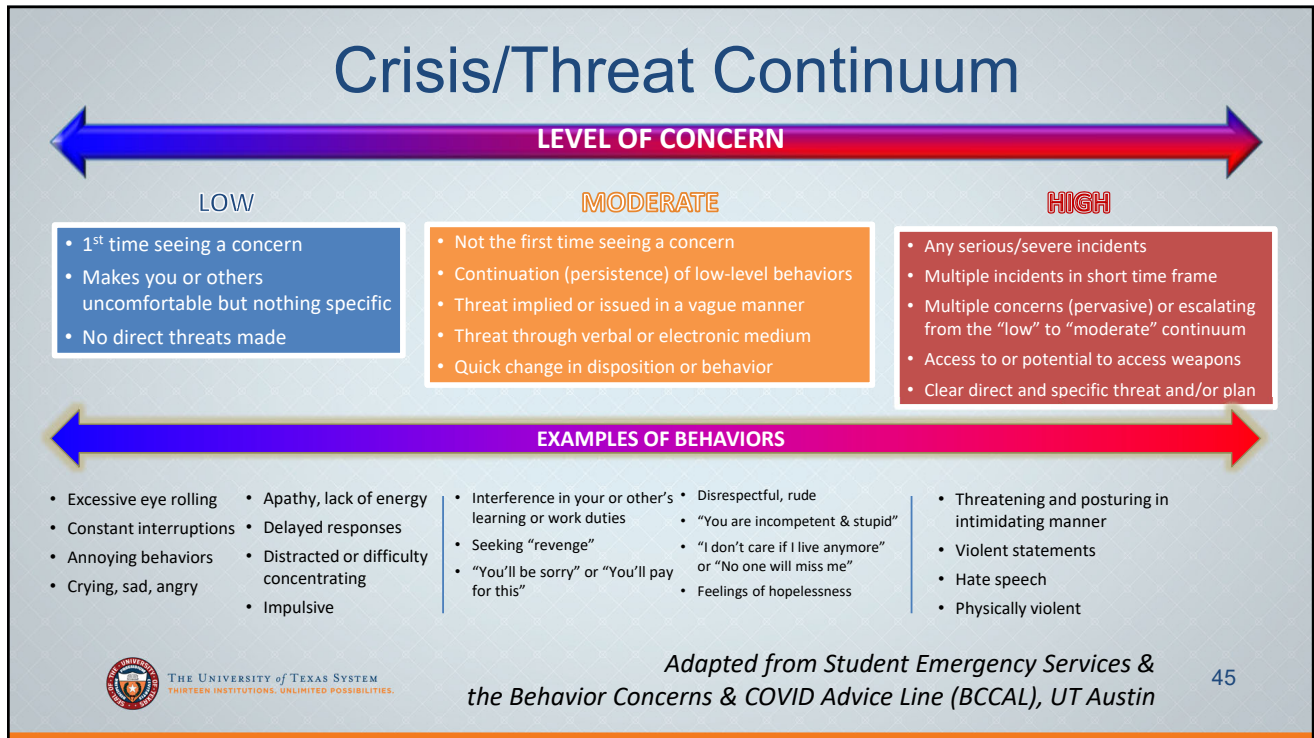 Crisis/Threat Continuum
LEVEL OF CONCERN
LOW
• 1st time seeing a concern
• Makes you or others
uncomfortable but nothing specific
• No direct threats made
MODERATE
• Not the first time seeing a concern
• Continuation (persistence) of low-level behaviors
• Threat implied or issued in a vague manner
• Threat through verbal or electronic medium
• Quick change in disposition or behavior
HIGH
• Any serious/severe incidents
• Multiple incidents in short time frame
• Multiple concerns (pervasive) or escalating
from the “low” to “moderate” continuum
• Access to or potential to access weapons
• Clear direct and specific threat and/or plan
EXAMPLES OF BEHAVIORS
• Excessive eye rolling
• Constant interruptions
• Annoying behaviors
• Crying, sad, angry
• Apathy, lack of energy
• Delayed responses
• Distracted or difficulty
concentrating
• Impulsive
• Interference in your or other’s
learning or work duties
• Seeking “revenge”
• “You’ll be sorry” or “You’ll pay
for this”
• Disrespectful, rude
• “You are incompetent & stupid”
• “I don’t care if I live anymore”
or “No one will miss me”
• Feelings of hopelessness
• Threatening and posturing in
intimidating manner
• Violent statements
• Hate speech
• Physically violent
THE UNIVERSITY of TEXAS SYSTEM
THIRTEEN INSTITUTIONS. UNLIMITED POSSIBILITIES.
Adapted from Student Emergency Services &
the Behavior Concerns & COVID Advice Line (BCCAL), UT Austin
45